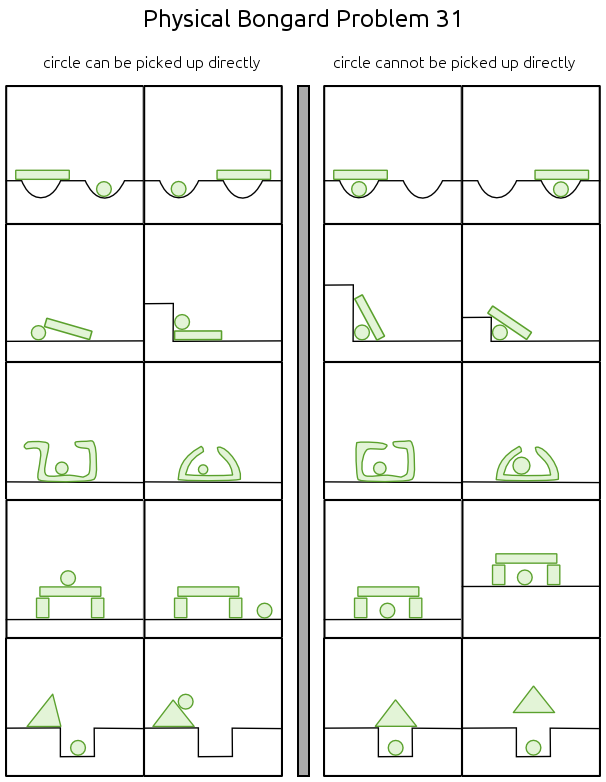 Physical Bongard Problem 31
circle can be picked up directly
circle cannot be picked up directly